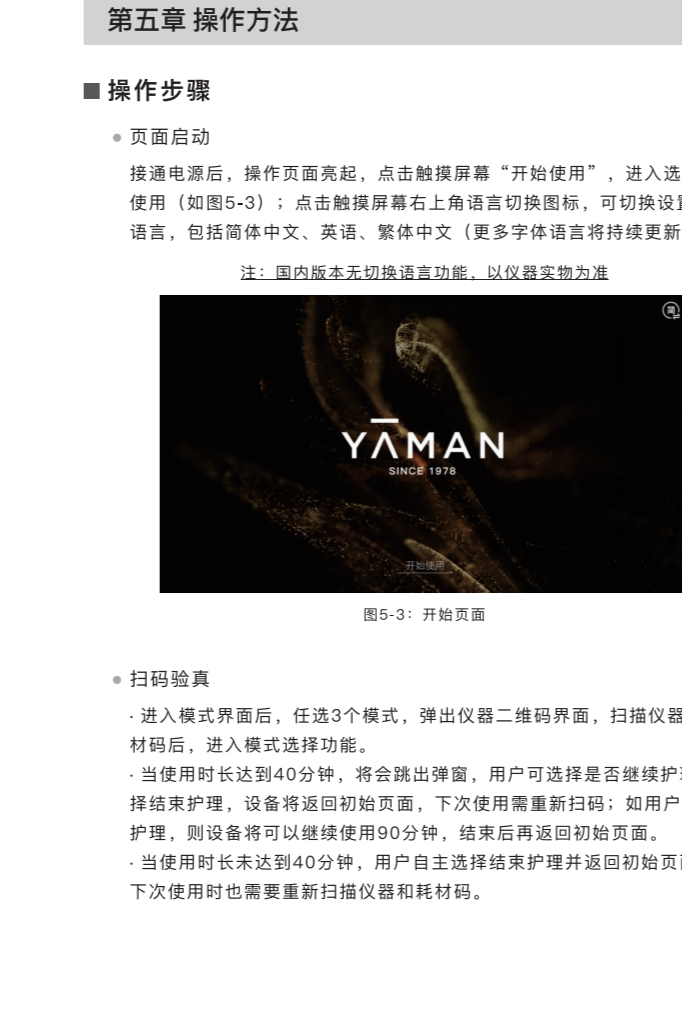 第五章 操作方法
操作步骤
页面启动
接通电源后，操作页面亮起，点击触摸屏幕“开始使用”，进入选
使用（如图5-3）；点击触摸屏幕右上角语言切换图标，可切换设
语言，包括简体中文、英语、繁体中文（更多字体语言将持续更新
注：国内版本无切换语言功能，以仪器实物为准
简
YAMAN
SINCE 1978
开始使用
图5-3：开始页面
扫码验真
· 进入模式界面后，任选3个模式，弹出仪器二维码界面，扫描仪器
材码后，进入模式选择功能。
· 当使用时长达到40分钟，将会跳出弹窗，用户可选择是否继续护
择结束护理，设备将返回初始页面，下次使用需重新扫码；如用户
护理，则设备将可以继续使用90分钟，结束后再返回初始页面。
· 当使用时长未达到40分钟，用户自主选择结束护理并返回初始页
下次使用时也需要重新扫描仪器和耗材码。